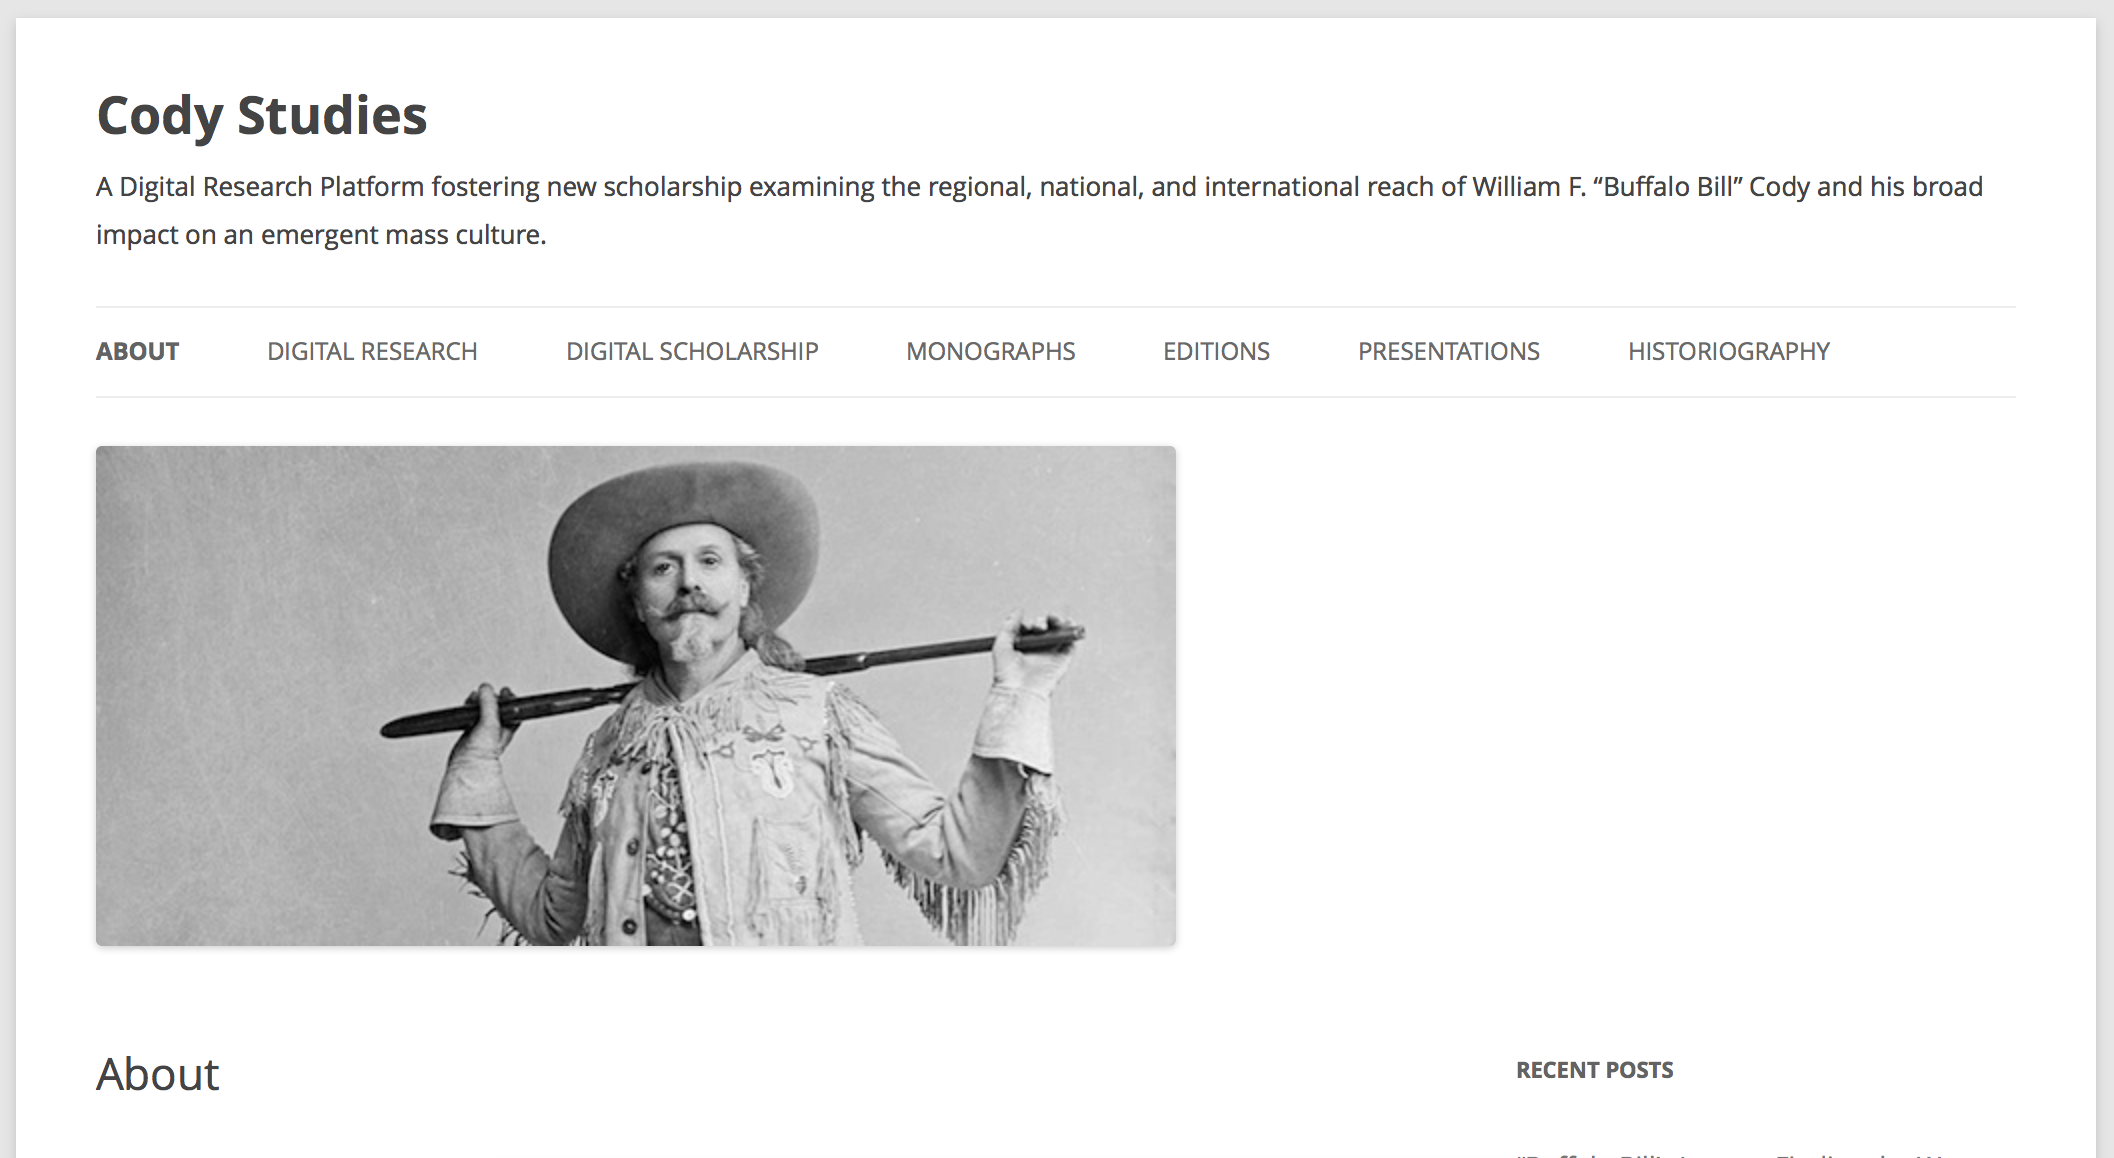 Cody Studies
A Digital Research Platform fostering new scholarship examining the regional, national, and international reach of William F. “Buffalo Bill” Cody and his broad
impact on an emergent mass culture.
ABOUT DIGITAL RESEARCH DIGITAL SCHOLARSHIP MONOGRAPHS EDITIONS PRESENTATIONS HISTORIOGRAPHY
About
RECENT POSTS